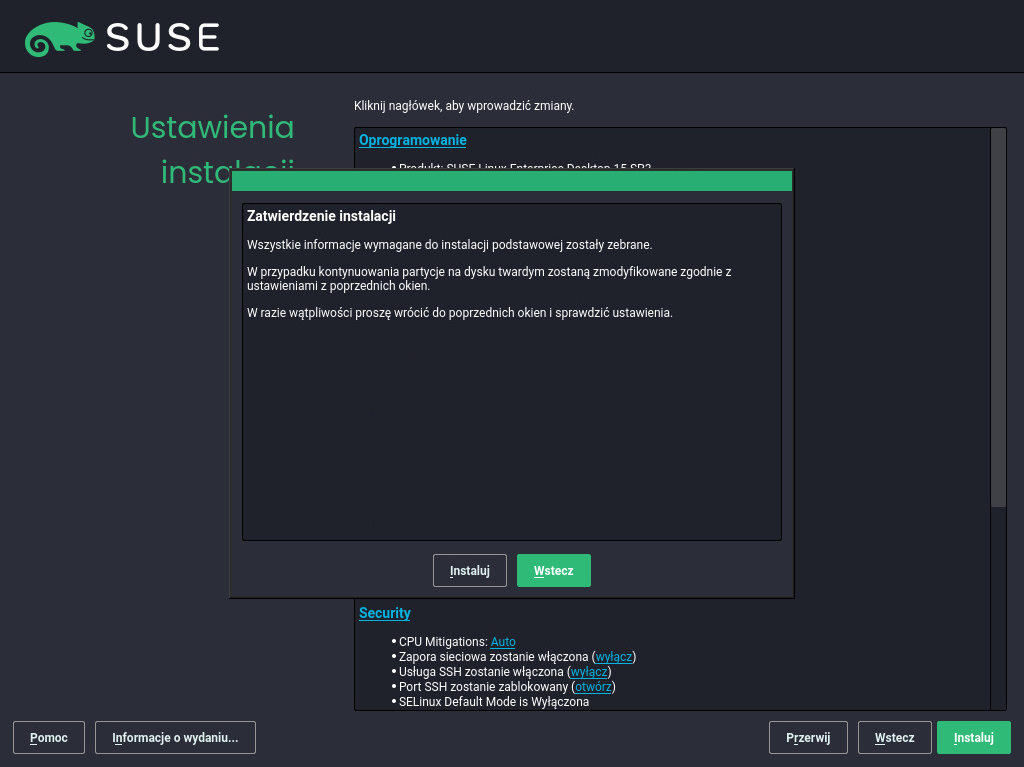 SUSE
Ustawienia
instalacji
Kliknij nagłówek, aby wprowadzić zmiany.
Oprogramowanie
• Produkt: SUSE Linux Enterprise Desktop 15 SP3
Zatwierdzenie instalacji
Wszystkie informacje wymagane do instalacji podstawowej zostały zebrane.
W przypadku kontynuowania partycje na dysku twardym zostaną zmodyfikowane zgodnie z
ustawieniami z poprzednich okien.
W razie wątpliwości proszę wrócić do poprzednich okien i sprawdzić ustawienia.
Instaluj
Wstecz
Security
• CPU Mitigations: Auto
• Zapora sieciowa zostanie włączona (wyłącz)
• Usługa SSH zostanie włączona (wyłącz)
• Port SSH zostanie zablokowany (otwórz)
• SELinux Default Mode is Wyłączona
Pomoc
Informacje o wydaniu...
Przerwij
Wstecz
Instaluj